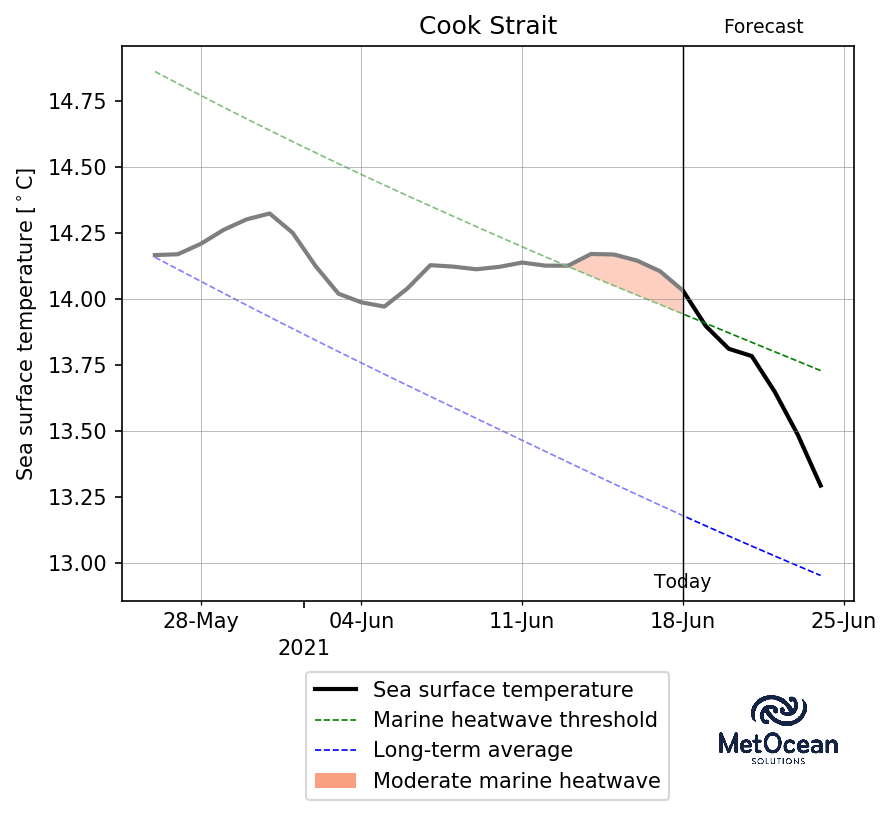 Cook Strait
Forecast
Sea surface temperature [°C]
14.75
14.50
14.25
14.00
13.75
13.50
13.25
13.00
Today
28-May
04-Jun
11-Jun
18-Jun
25-Jun
2021
Sea surface temperature
Marine heatwave threshold
Long-term average
Moderate marine heatwave
MetOcean
SOLUTIONS